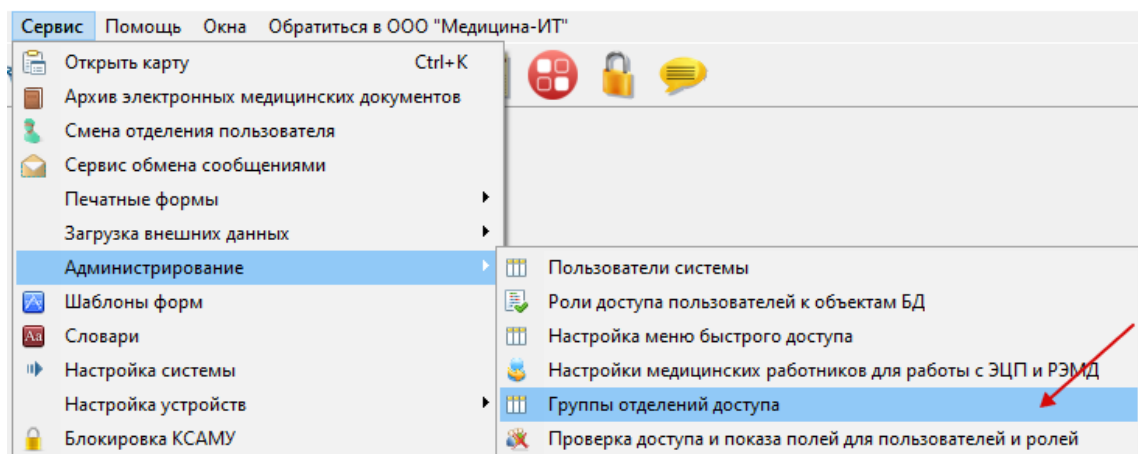 Сервис Помощь Окна Обратиться в ООО "Медицина-ИТ"
Открыть карту Ctrl+K
Архив электронных медицинских документов
Смена отделения пользователя
Сервис обмена сообщениями
Печатные формы
Загрузка внешних данных
Администрирование
Шаблоны форм
Словари
Настройка системы
Настройка устройств
Блокировка КСАМУ
Пользователи системы
Роли доступа пользователей к объектам БД
Настройка меню быстрого доступа
Настройки медицинских работников для работы с ЭЦП и РЭМД
Группы отделений доступа
Проверка доступа и показа полей для пользователей и ролей